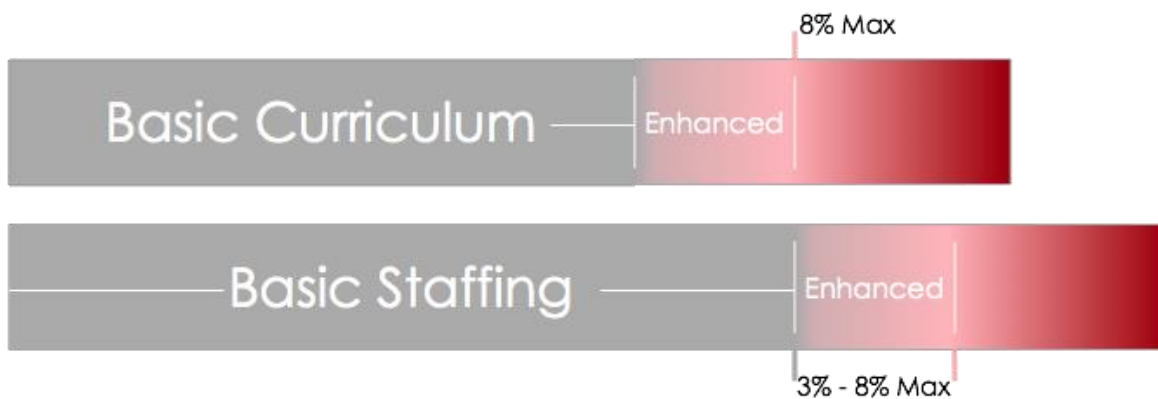 8% Max
Basic Curriculum
Enhanced
Basic Staffing
Enhanced
3% - 8% Max